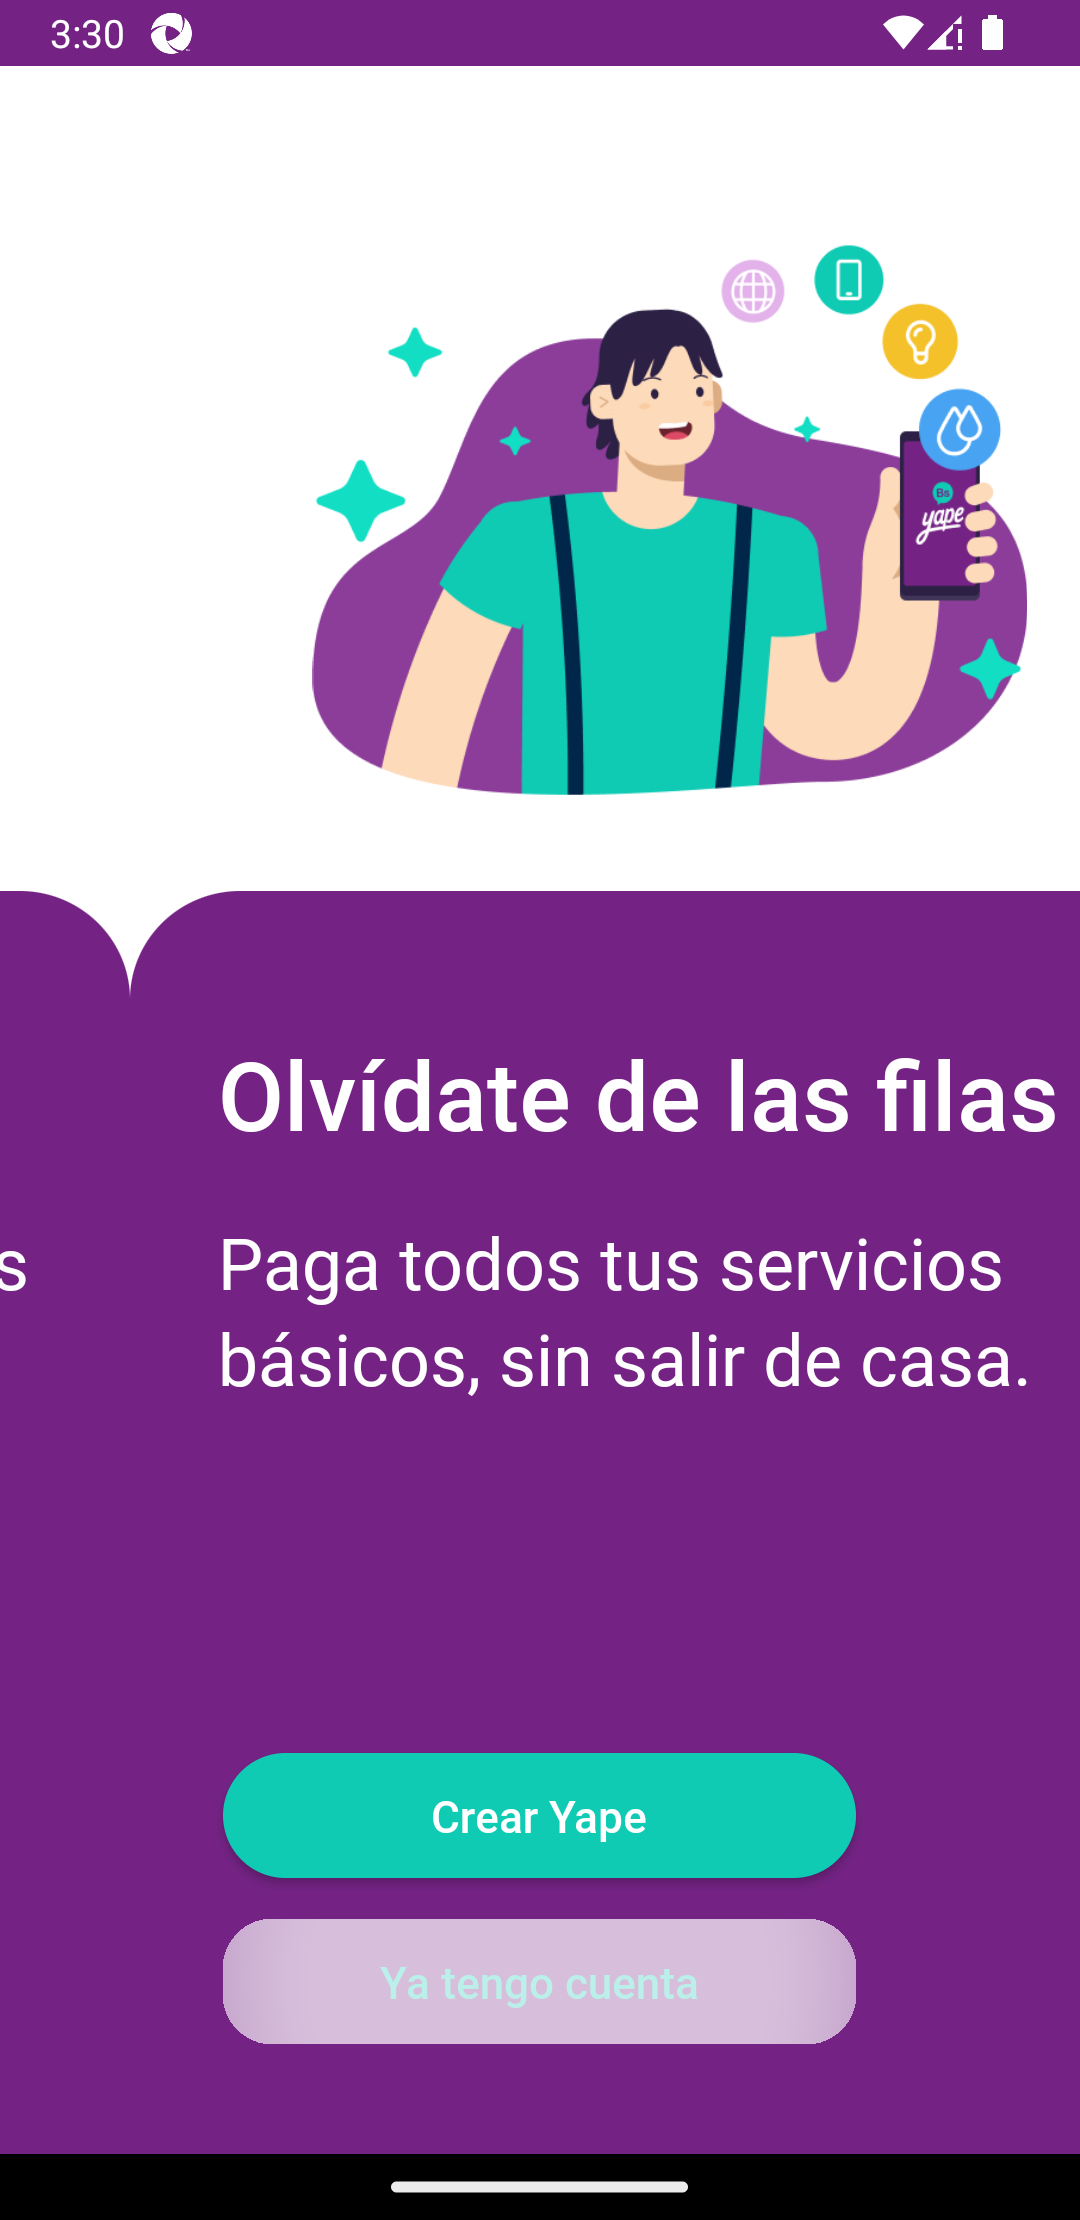 3:30
Bs
yape
Olvídate de las filas
s
Paga todos tus servicios
básicos, sin salir de casa.
Crear Yape
Ya tengo cuenta